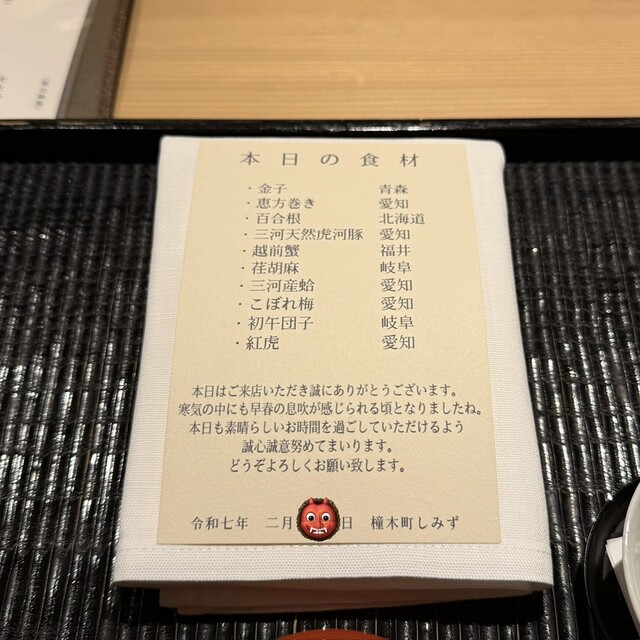 本日の食材
・金子 青森
・恵方巻き 愛知
・百合根 北海道
・三河天然虎河豚 愛知
・越前蟹 福井
・荏胡麻 岐阜
・三河産蛤 愛知
・こぼれ梅 愛知
・初午団子 岐阜
・紅虎 愛知
本日はご来店いただき誠にありがとうございます。
寒気の中にも早春の息吹が感じられる頃となりましたね。
本日も素晴らしいお時間を過ごしていただけるよう
誠心誠意努めてまいります。
どうぞよろしくお願い致します。
令和七年 二月 日 橦木町しみず